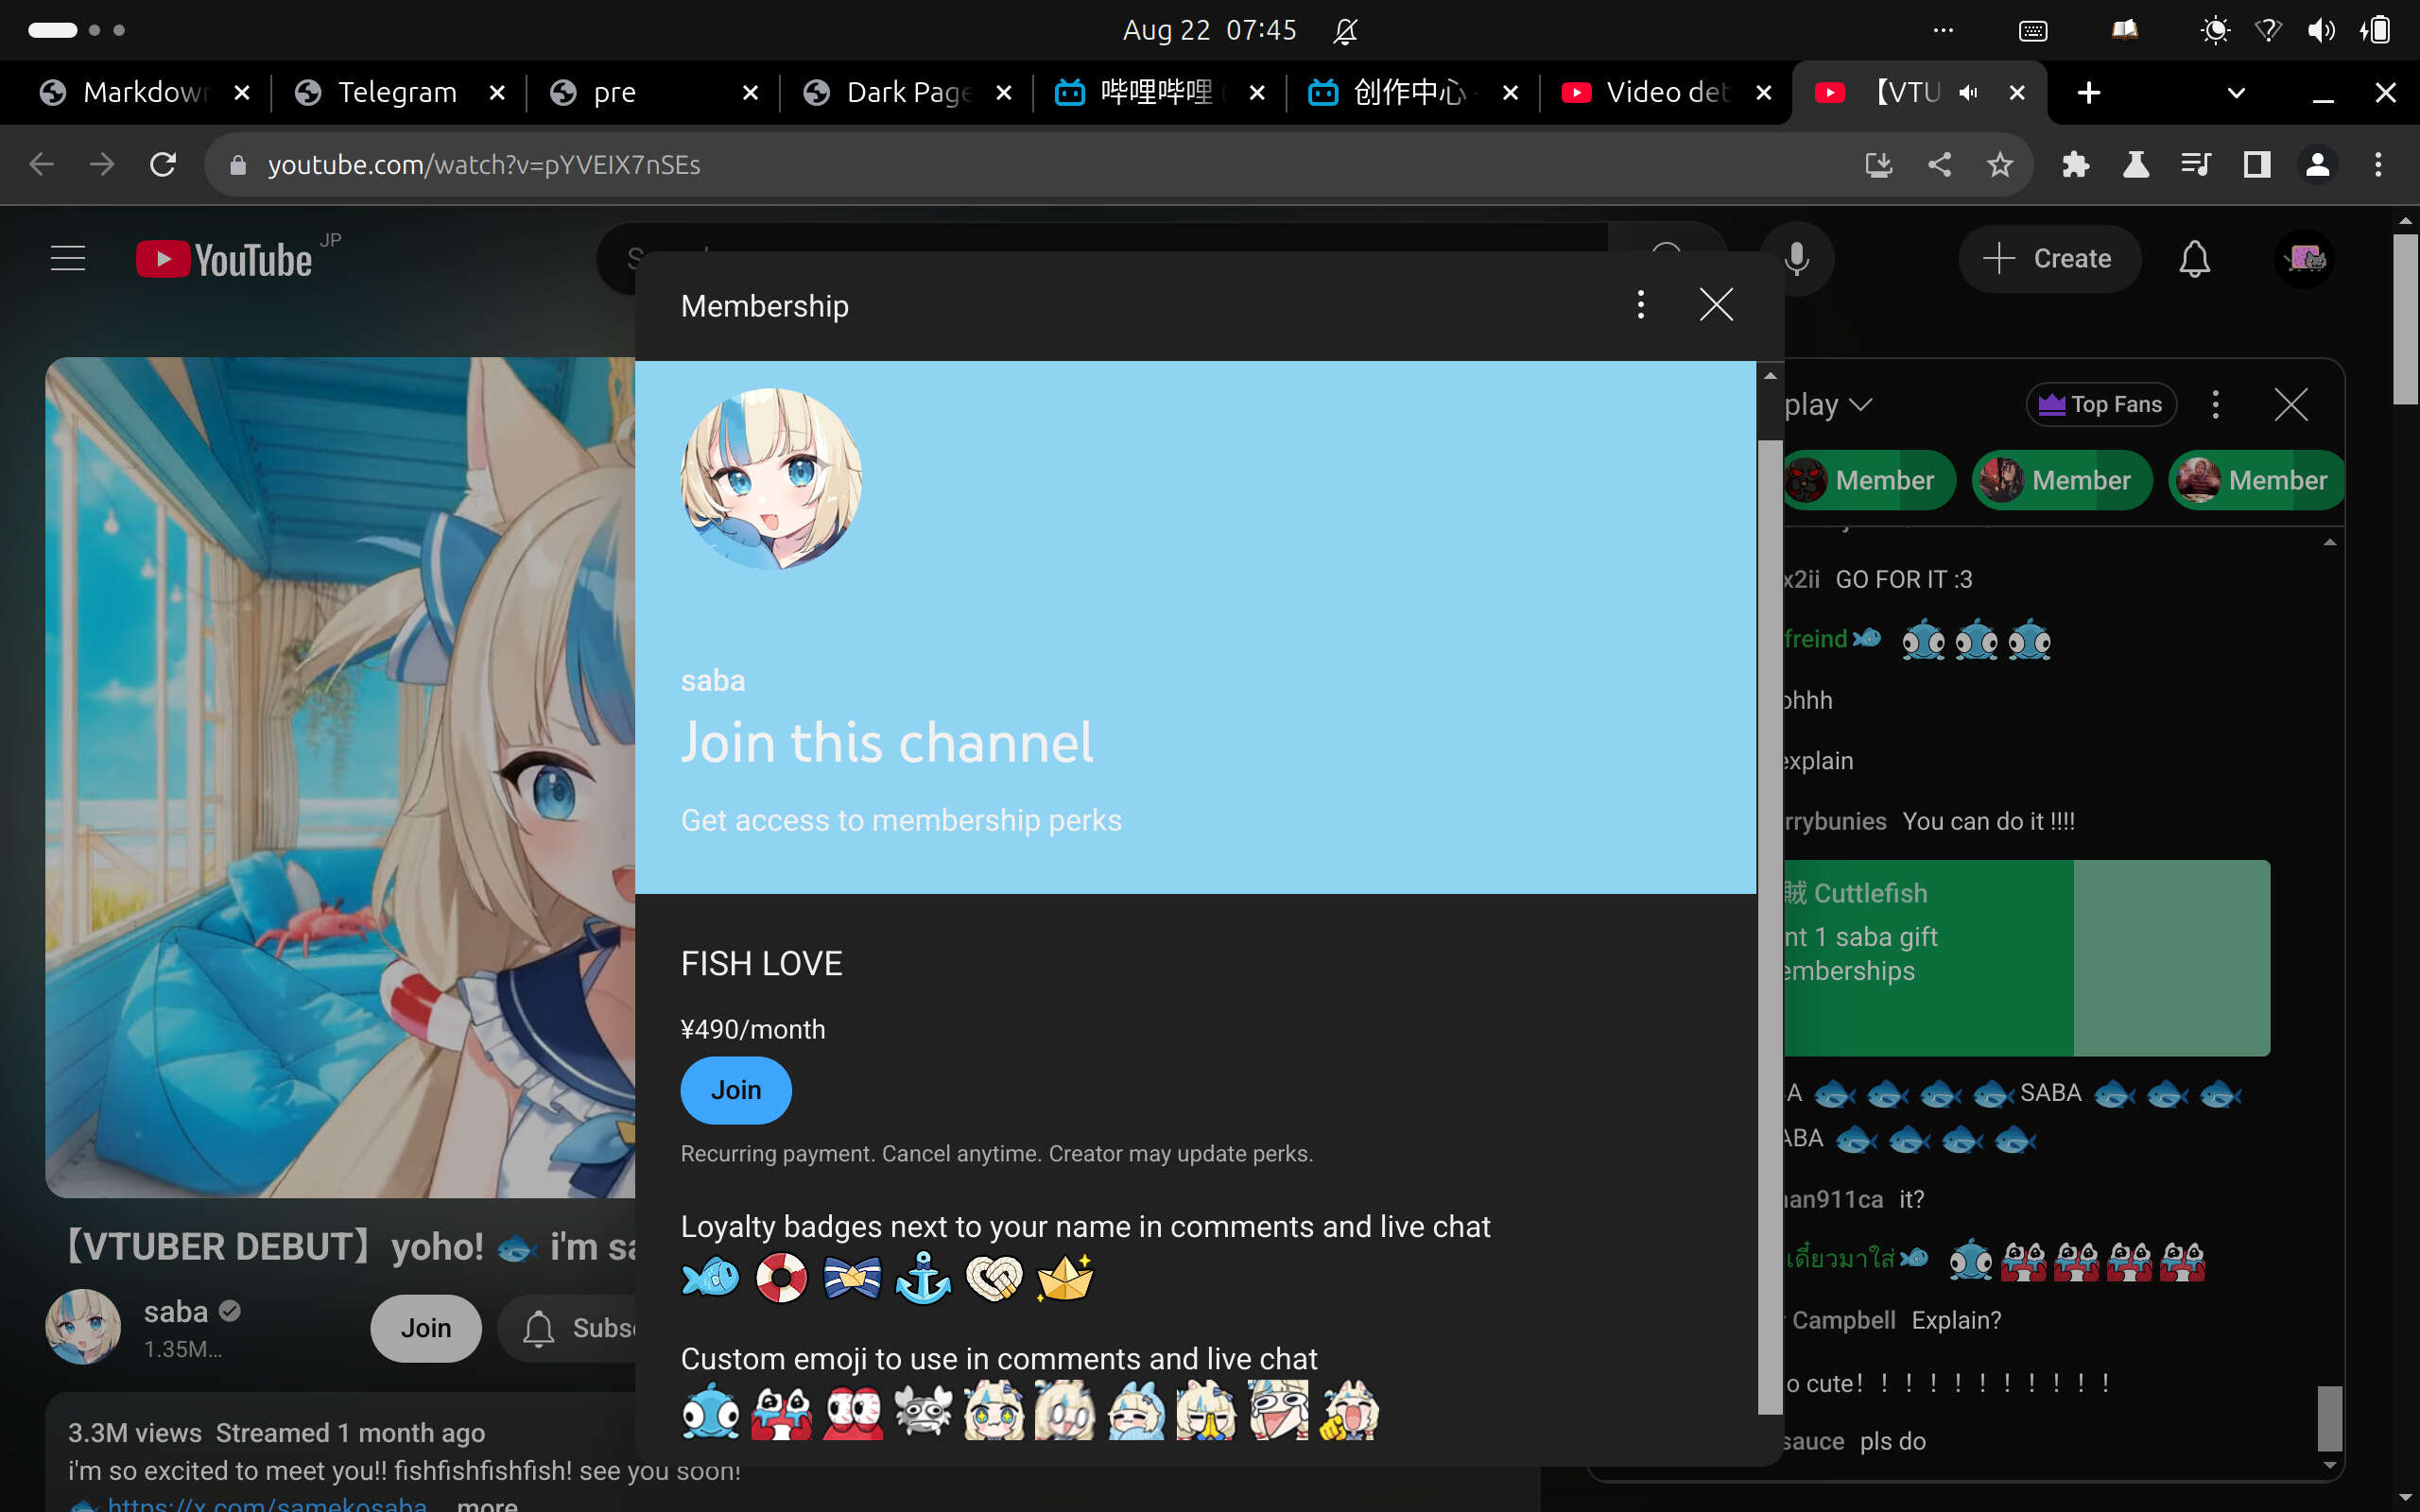 Aug 22 07:45
Markdown
Telegram
pre
Dark Page
哔哩哔哩
创作中心
Video det
【VTU
youtube.com/watch?v=pYVEIX7nSEs
YouTube JP
Create
Membership
saba
Join this channel
Get access to membership perks
FISH LOVE
¥490/month
Join
Recurring payment. Cancel anytime. Creator may update perks.
Loyalty badges next to your name in comments and live chat
Custom emoji to use in comments and live chat
【VTUBER DEBUT】yoho! 🐟 i'm sa
saba
1.35M...
Join
Subs
3.3M views Streamed 1 month ago
i'm so excited to meet you!! fishfishfishfish! see you soon!
🐟 https://x.com/samekosaba ...more
play
Top Fans
Member
Member
Member
x2ii GO FOR IT :3
freind
ohhh
explain
rrybunies You can do it !!!!
賊 Cuttlefish
nt 1 saba gift
emberships
A 🐟 🐟 🐟 🐟 SABA 🐟 🐟 🐟
ABA 🐟 🐟 🐟 🐟
an911ca it?
เดี๋ยวมาใส่
Campbell Explain?
o cute! ! ! ! ! ! ! ! ! ! !
sauce pls do